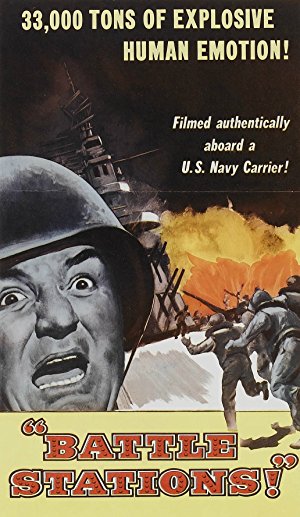 33,000 TONS OF EXPLOSIVE
HUMAN EMOTION!
Filmed authentically
aboard a
U.S. Navy Carrier!
"BATTLE
STATIONS!"